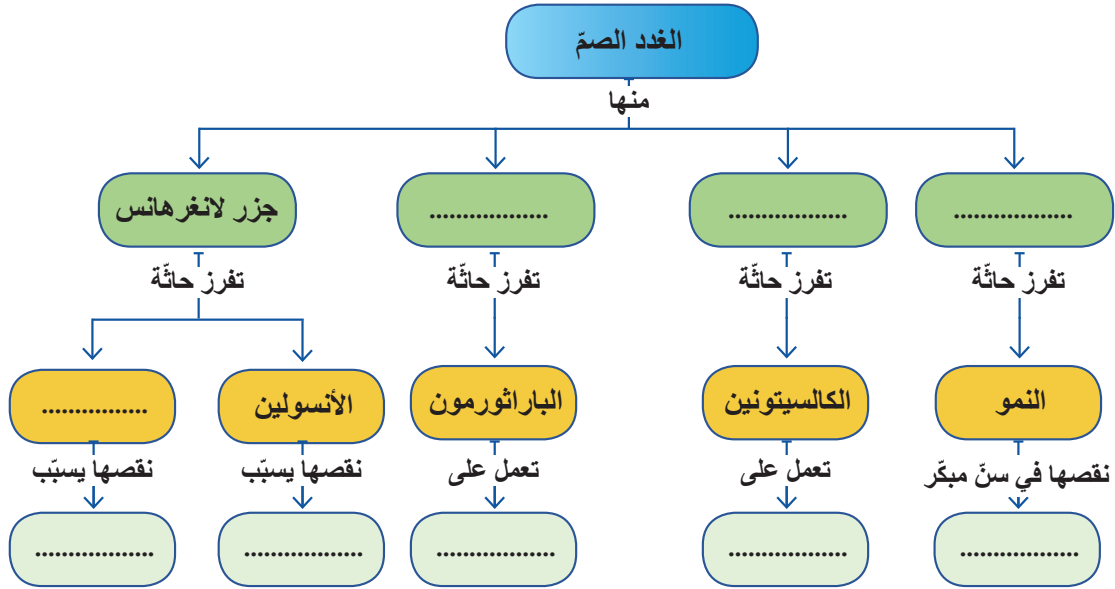 الغدد الصمّ
منها
.................. .................. .................. جزر لانغرهانس
تفرز حاثّة تفرز حاثّة تفرز حاثّة تفرز حاثّة
النمو الكالسيتونين الباراثورمون الأنسولين ................
نقصها في سنّ مبكّر تعمل على تعمل على نقصها يسبّب نقصها يسبّب
.................. .................. .................. .................. ..................